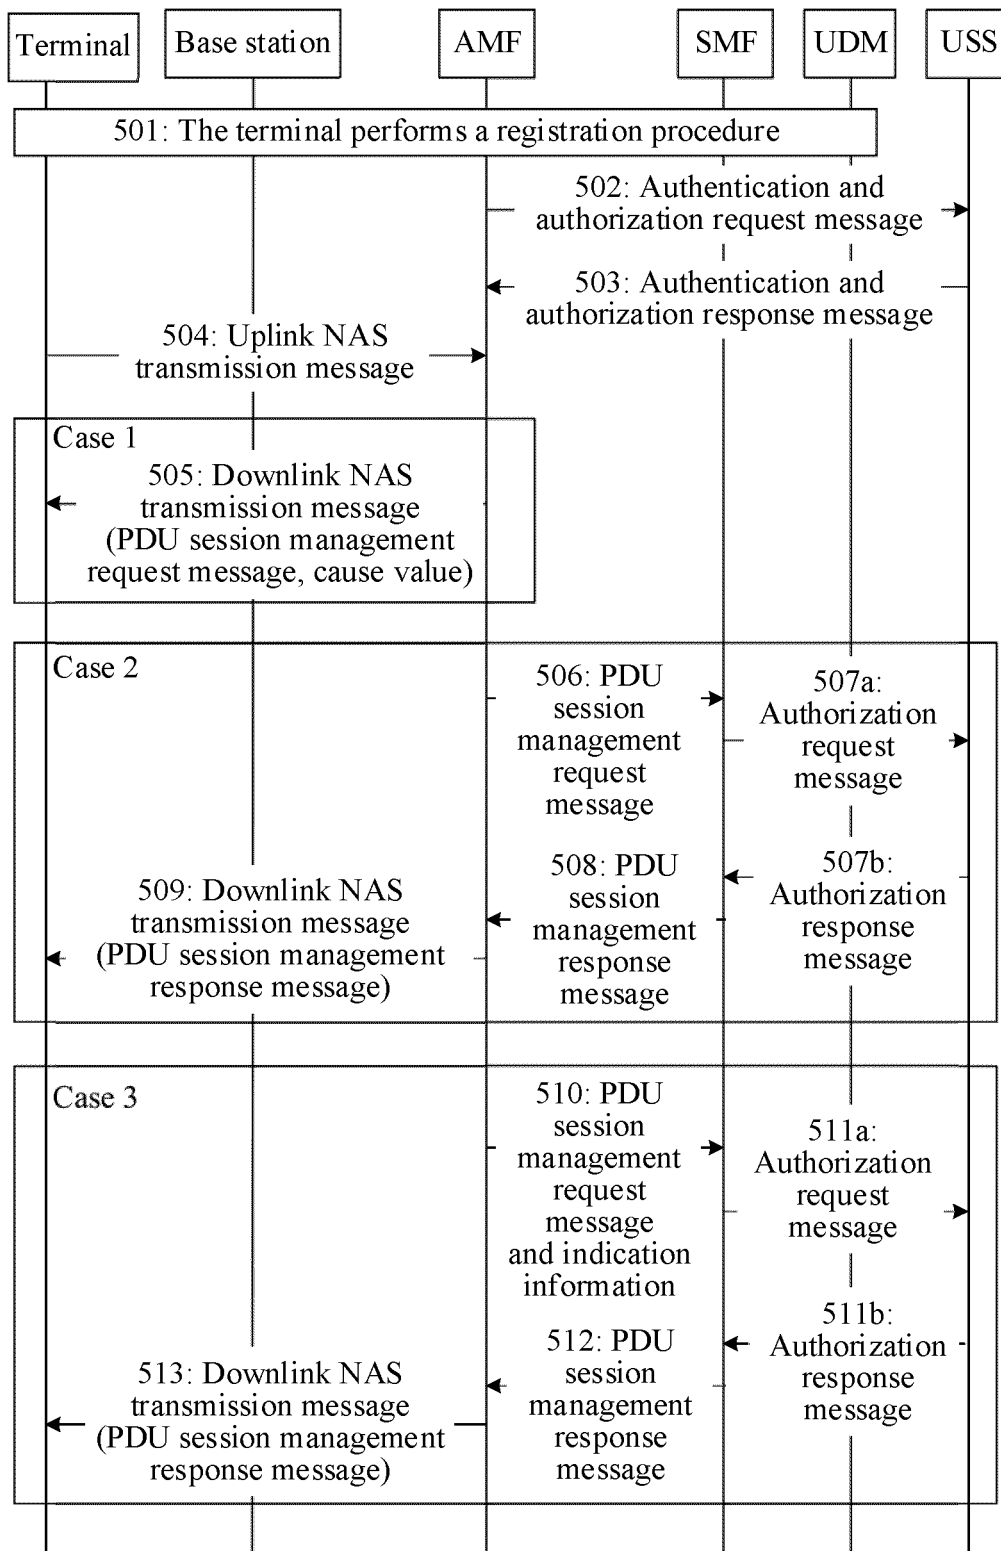 Terminal
Base station
AMF
SMF
UDM
USS
501: The terminal performs a registration procedure
502: Authentication and
authorization request message
503: Authentication and
authorization response message
504: Uplink NAS
transmission message
Case 1
505: Downlink NAS
transmission message
(PDU session management
request message, cause value)
Case 2
506: PDU
session
management
request
message
507a:
Authorization
request
message
507b:
Authorization
response
message
508: PDU
session
management
response
message
509: Downlink NAS
transmission message
(PDU session management
response message)
Case 3
510: PDU
session
management
request
message
and indication
information
511a:
Authorization
request
message
511b:
Authorization
response
message
512: PDU
session
management
response
message
513: Downlink NAS
transmission message
(PDU session management
response message)